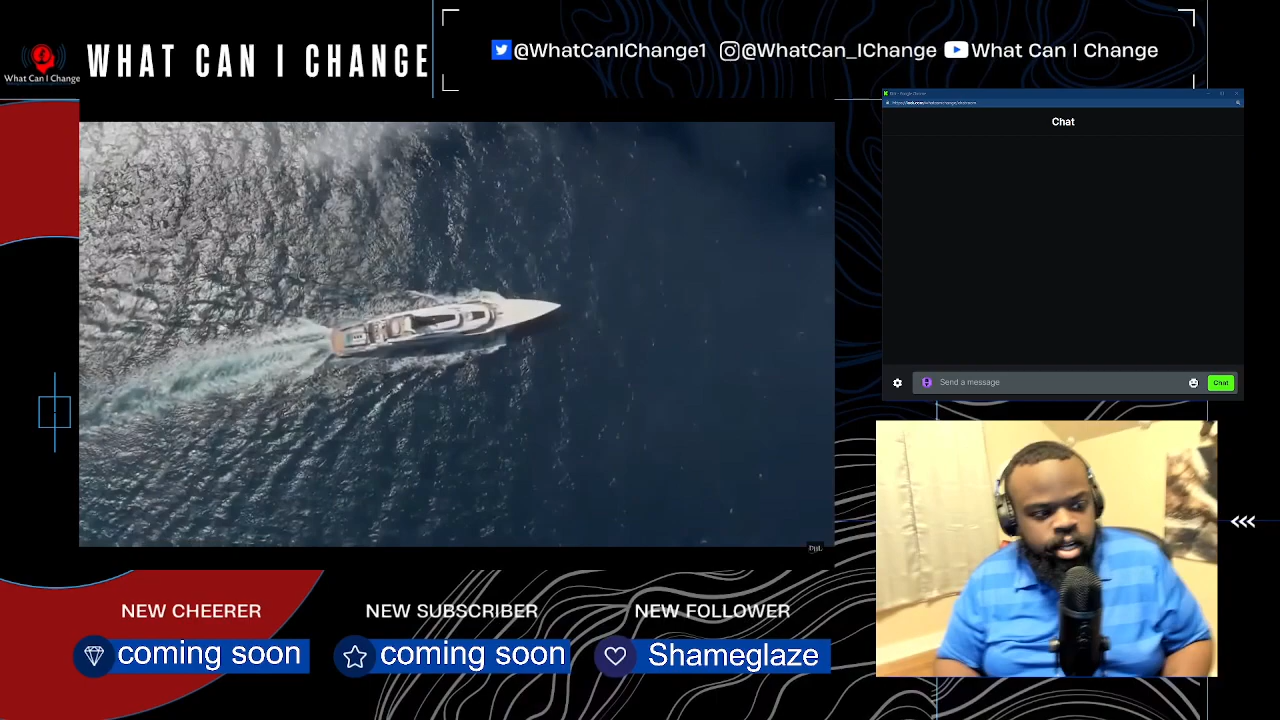 What Can I Change
WHAT CAN I CHANGE
@WhatCanIChange1
@WhatCan_IChange
What Can I Change
Chat
Send a message
Chat
NEW CHEERER
NEW SUBSCRIBER
NEW FOLLOWER
coming soon
coming soon
Shameglaze